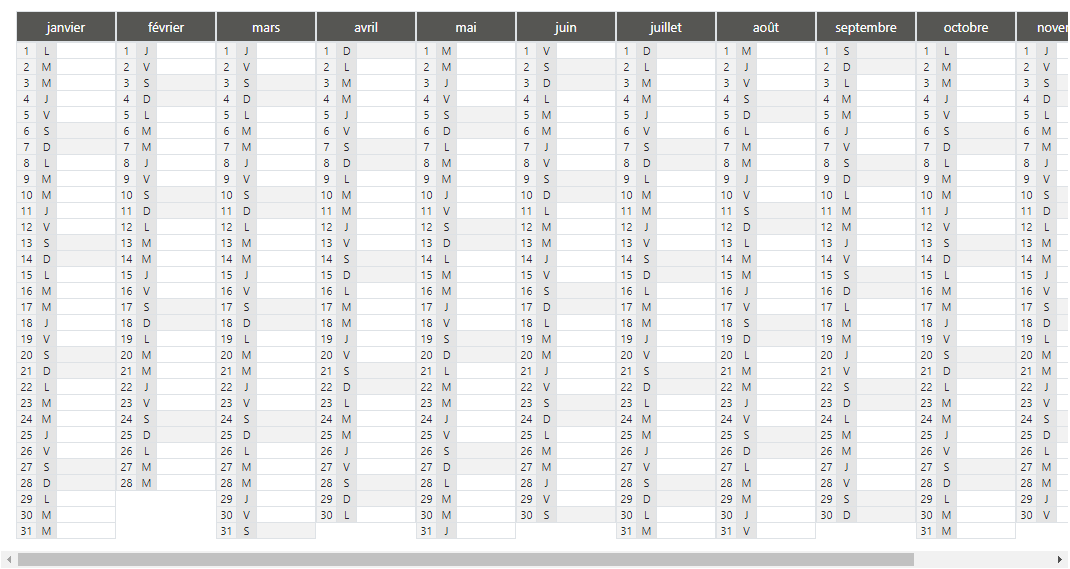 janvier février mars avril mai juin juillet août septembre octobre nover
1 L 1 J 1 J 1 D 1 M 1 V 1 D 1 M 1 S 1 L 1 J
2 M 2 V 2 V 2 L 2 M 2 S 2 L 2 J 2 D 2 M 2 V
3 M 3 S 3 S 3 M 3 J 3 D 3 M 3 V 3 L 3 M 3 S
4 J 4 D 4 D 4 M 4 V 4 L 4 M 4 S 4 M 4 J 4 D
5 V 5 L 5 L 5 J 5 S 5 M 5 J 5 D 5 M 5 V 5 L
6 S 6 M 6 M 6 V 6 D 6 M 6 V 6 L 6 J 6 S 6 M
7 D 7 M 7 M 7 S 7 L 7 J 7 S 7 M 7 V 7 D 7 M
8 L 8 J 8 J 8 D 8 M 8 V 8 D 8 M 8 S 8 L 8 J
9 M 9 V 9 V 9 L 9 M 9 S 9 L 9 J 9 D 9 M 9 V
10 M 10 S 10 S 10 M 10 J 10 D 10 M 10 V 10 L 10 M 10 S
11 J 11 D 11 D 11 M 11 V 11 L 11 M 11 S 11 M 11 J 11 D
12 V 12 L 12 L 12 J 12 S 12 M 12 J 12 D 12 M 12 V 12 L
13 S 13 M 13 M 13 V 13 D 13 M 13 V 13 L 13 J 13 S 13 M
14 D 14 M 14 M 14 S 14 L 14 J 14 S 14 M 14 V 14 D 14 M
15 L 15 J 15 J 15 D 15 M 15 V 15 D 15 M 15 S 15 L 15 J
16 M 16 V 16 V 16 L 16 M 16 S 16 L 16 J 16 D 16 M 16 V
17 M 17 S 17 S 17 M 17 J 17 D 17 M 17 V 17 L 17 M 17 S
18 J 18 D 18 D 18 M 18 V 18 L 18 M 18 S 18 M 18 J 18 D
19 V 19 L 19 L 19 J 19 S 19 M 19 J 19 D 19 M 19 V 19 L
20 S 20 M 20 M 20 V 20 D 20 M 20 V 20 L 20 J 20 S 20 M
21 D 21 M 21 M 21 S 21 L 21 J 21 S 21 M 21 V 21 D 21 M
22 L 22 J 22 J 22 D 22 M 22 V 22 D 22 M 22 S 22 L 22 J
23 M 23 V 23 V 23 L 23 M 23 S 23 L 23 J 23 D 23 M 23 V
24 M 24 S 24 S 24 M 24 J 24 D 24 M 24 V 24 L 24 M 24 S
25 J 25 D 25 D 25 M 25 V 25 L 25 M 25 S 25 M 25 J 25 D
26 V 26 L 26 L 26 J 26 S 26 M 26 J 26 D 26 M 26 V 26 L
27 S 27 M 27 M 27 V 27 D 27 M 27 V 27 L 27 J 27 S 27 M
28 D 28 M 28 M 28 S 28 L 28 J 28 S 28 M 28 V 28 D 28 M
29 L 29 J 29 D 29 M 29 V 29 D 29 M 29 S 29 L 29 J
30 M 30 V 30 L 30 M 30 S 30 L 30 J 30 D 30 M 30 V
31 M 31 S 31 J 31 M 31 V 31 M